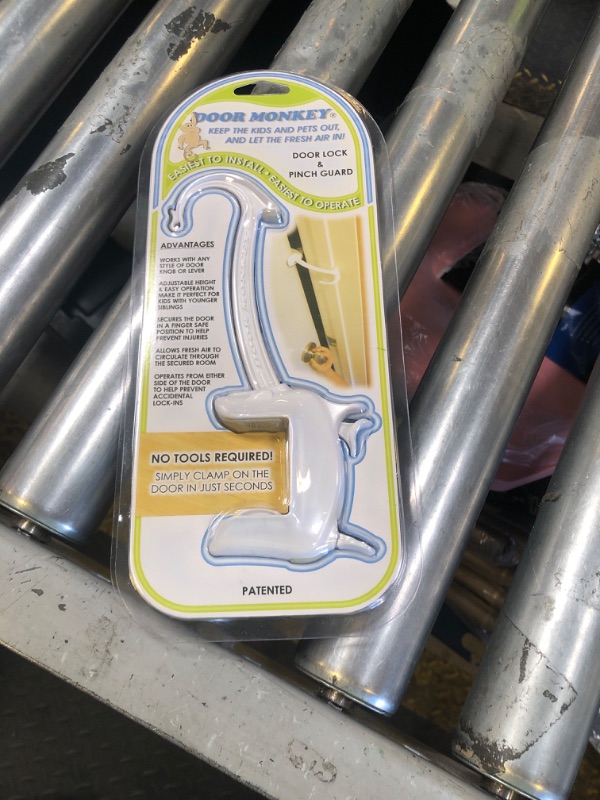 DOOR MONKEY®
KEEP THE KIDS AND PETS OUT,
AND LET THE FRESH AIR IN!
DOOR LOCK
&
PINCH GUARD
EASIEST TO INSTALL • EASIEST TO OPERATE
ADVANTAGES
WORKS WITH ANY
STYLE OF DOOR
KNOB OR LEVER
ADJUSTABLE HEIGHT
& EASY OPERATION
MAKE IT PERFECT FOR
KIDS WITH YOUNGER
SIBLINGS
SECURES THE DOOR
IN A FINGER SAFE
POSITION TO HELP
PREVENT INJURIES
ALLOWS FRESH AIR TO
CIRCULATE THROUGH
THE SECURED ROOM
OPERATES FROM EITHER
SIDE OF THE DOOR
TO HELP PREVENT
ACCIDENTAL
LOCK-INS
NO TOOLS REQUIRED!
SIMPLY CLAMP ON THE
DOOR IN JUST SECONDS
PATENTED